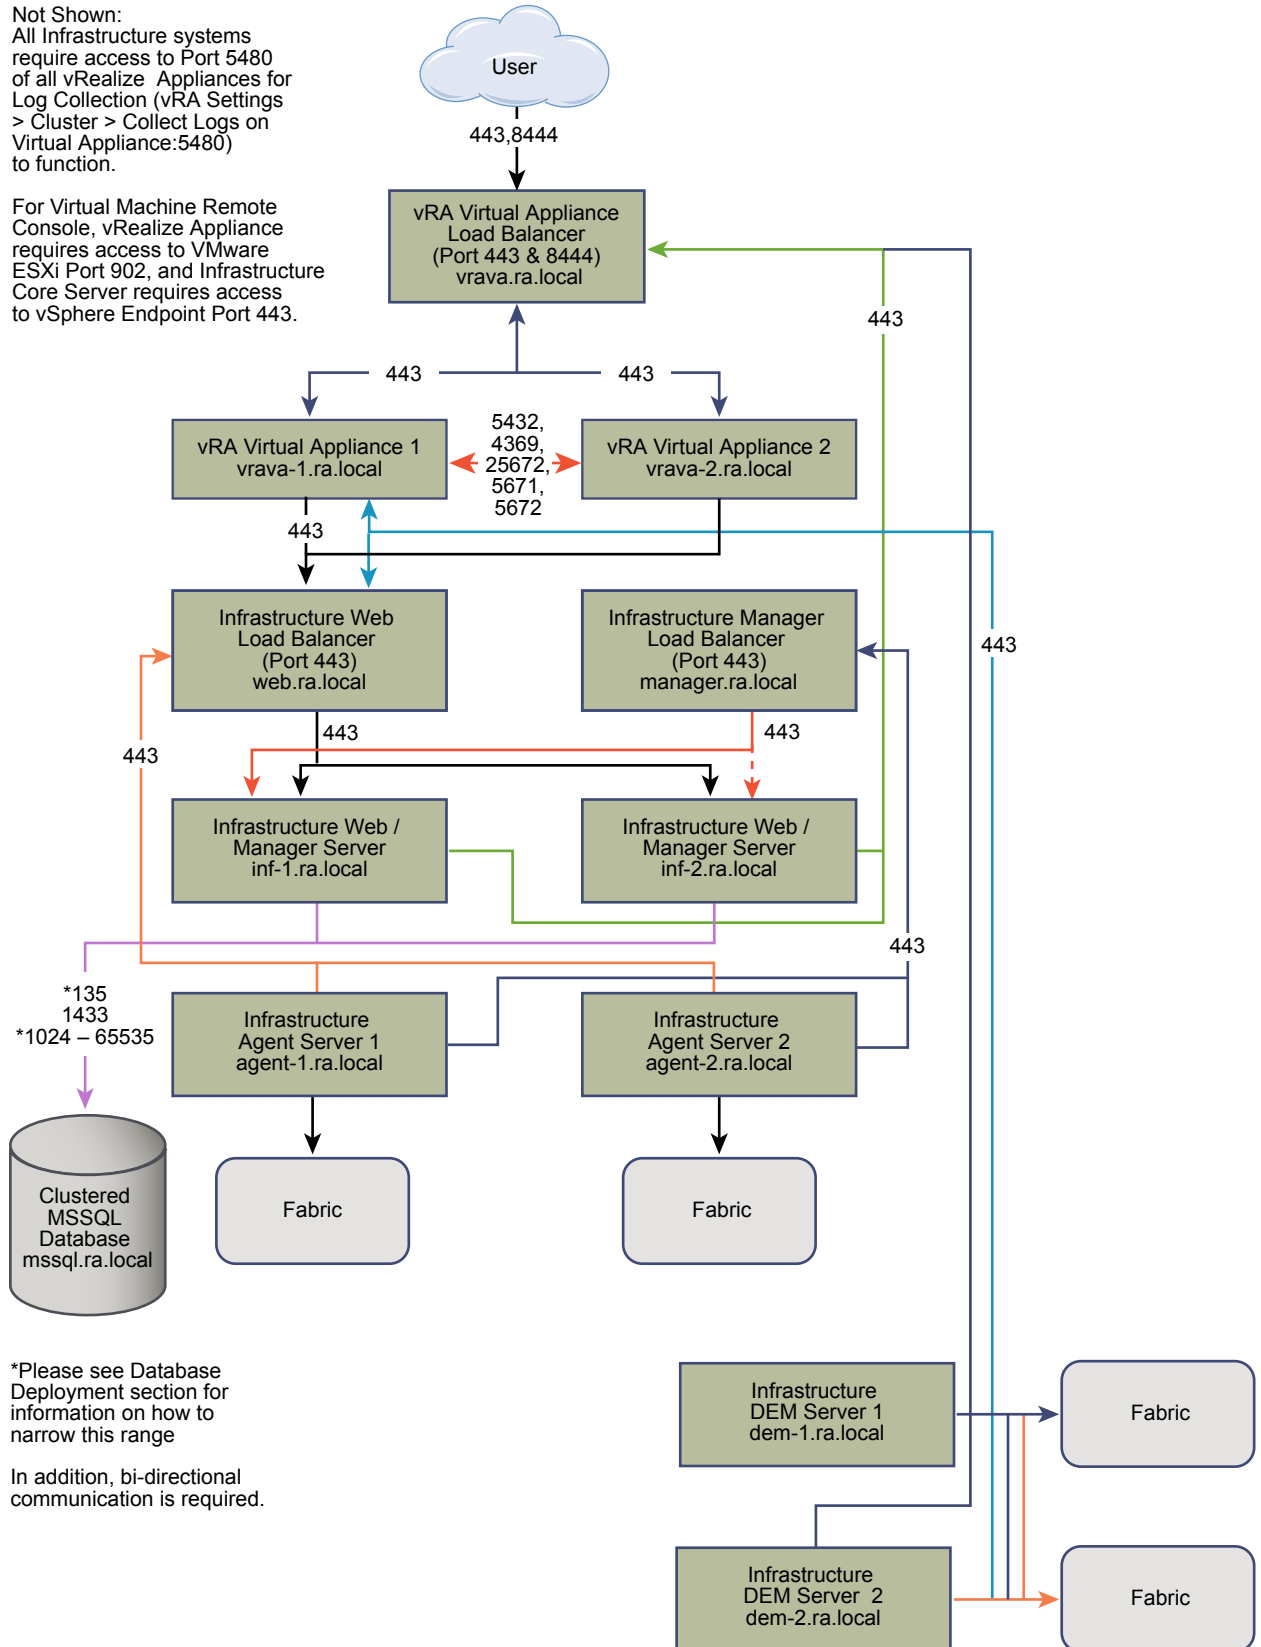 Not Shown:
All Infrastructure systems
require access to Port 5480
of all vRealize Appliances for
Log Collection (vRA Settings
> Cluster > Collect Logs on
Virtual Appliance:5480)
to function.
For Virtual Machine Remote
Console, vRealize Appliance
requires access to VMware
ESXi Port 902, and Infrastructure
Core Server requires access
to vSphere Endpoint Port 443.
User
443,8444
vRA Virtual Appliance
Load Balancer
(Port 443 & 8444)
vrava.ra.local
443
443
443
vRA Virtual Appliance 1
vrava-1.ra.local
5432,
4369,
25672,
5671,
5672
vRA Virtual Appliance 2
vrava-2.ra.local
443
Infrastructure Web
Load Balancer
(Port 443)
web.ra.local
Infrastructure Manager
Load Balancer
(Port 443)
manager.ra.local
443
443
443
443
Infrastructure Web /
Manager Server
inf-1.ra.local
Infrastructure Web /
Manager Server
inf-2.ra.local
443
*135
1433
*1024 – 65535
Infrastructure
Agent Server 1
agent-1.ra.local
Infrastructure
Agent Server 2
agent-2.ra.local
Clustered
MSSQL
Database
mssql.ra.local
Fabric
Fabric
*Please see Database
Deployment section for
information on how to
narrow this range
In addition, bi-directional
communication is required.
Infrastructure
DEM Server 1
dem-1.ra.local
Fabric
Infrastructure
DEM Server 2
dem-2.ra.local
Fabric